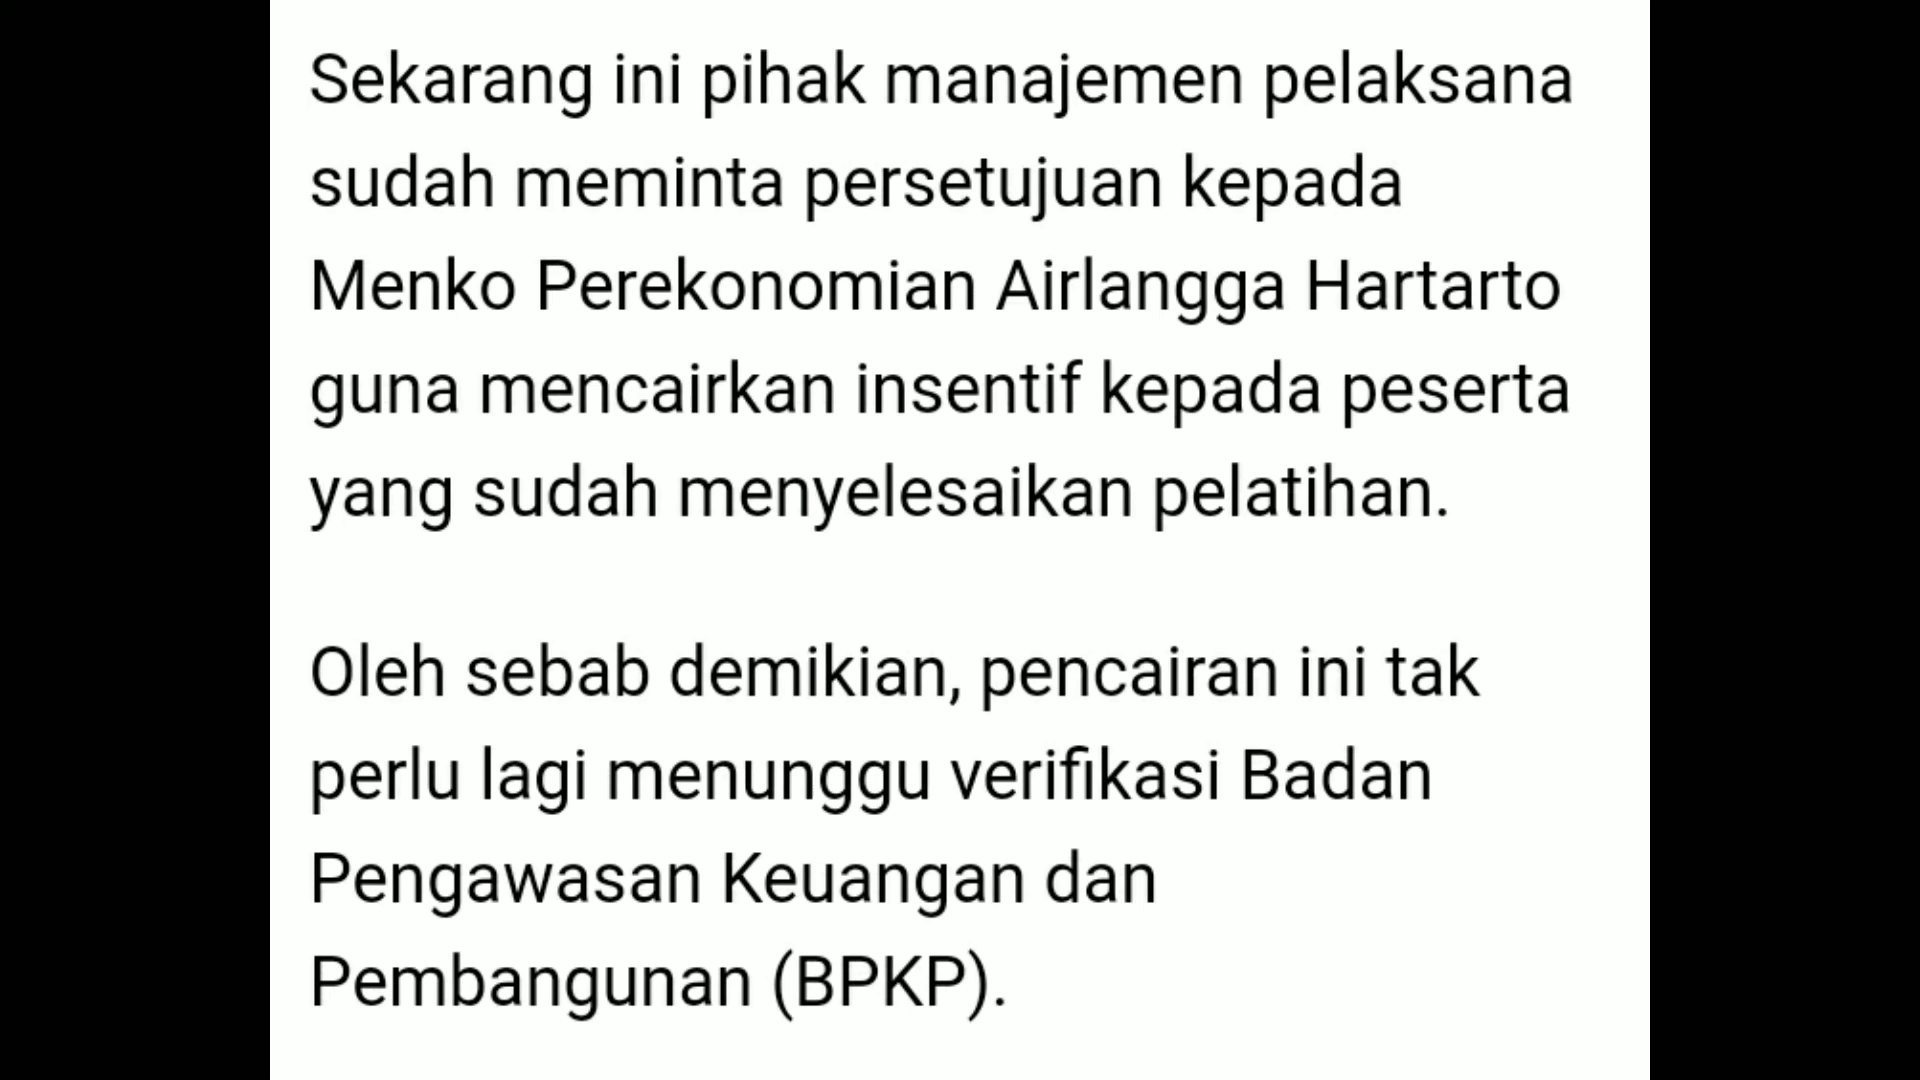 Sekarang ini pihak manajemen pelaksana
sudah meminta persetujuan kepada
Menko Perekonomian Airlangga Hartarto
guna mencairkan insentif kepada peserta
yang sudah menyelesaikan pelatihan.
Oleh sebab demikian, pencairan ini tak
perlu lagi menunggu verifikasi Badan
Pengawasan Keuangan dan
Pembangunan (BPKP).